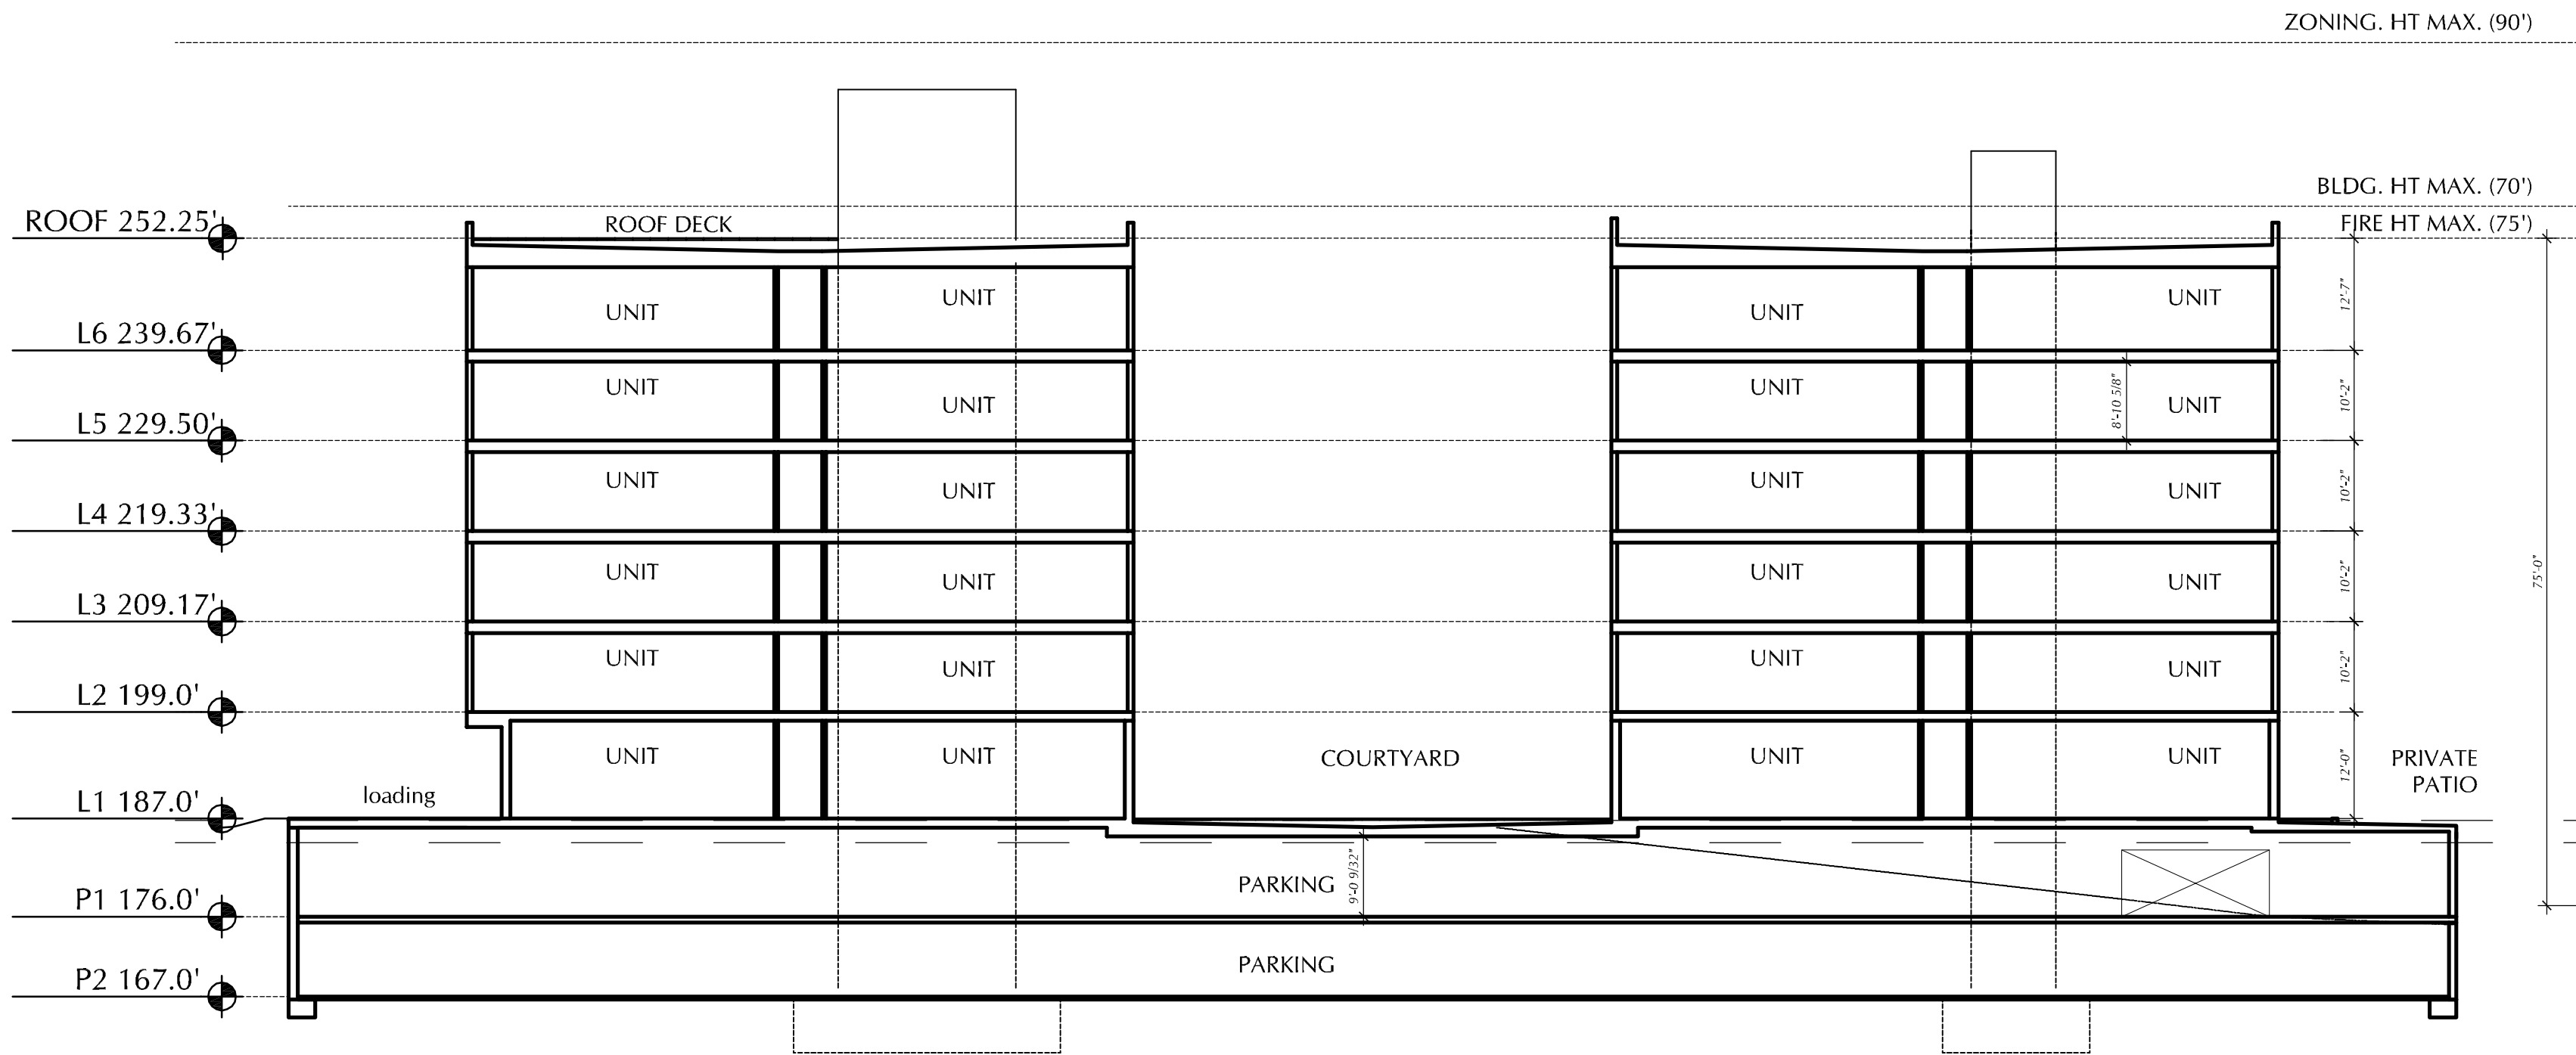 ZONING. HT MAX. (90')
BLDG. HT MAX. (70')
ROOF 252.25'
ROOF DECK
FIRE HT MAX. (75')
UNIT
UNIT
UNIT
UNIT
12'-7"
L6 239.67'
UNIT
UNIT
UNIT
8'-10 5/8"
UNIT
10'-2"
L5 229.50'
UNIT
UNIT
UNIT
UNIT
10'-2"
L4 219.33'
UNIT
UNIT
UNIT
UNIT
10'-2"
75'-0"
L3 209.17'
UNIT
UNIT
UNIT
UNIT
10'-2"
L2 199.0'
UNIT
UNIT
COURTYARD
UNIT
UNIT
12'-0"
PRIVATE
PATIO
loading
L1 187.0'
PARKING
9'-0 9/32"
P1 176.0'
PARKING
P2 167.0'